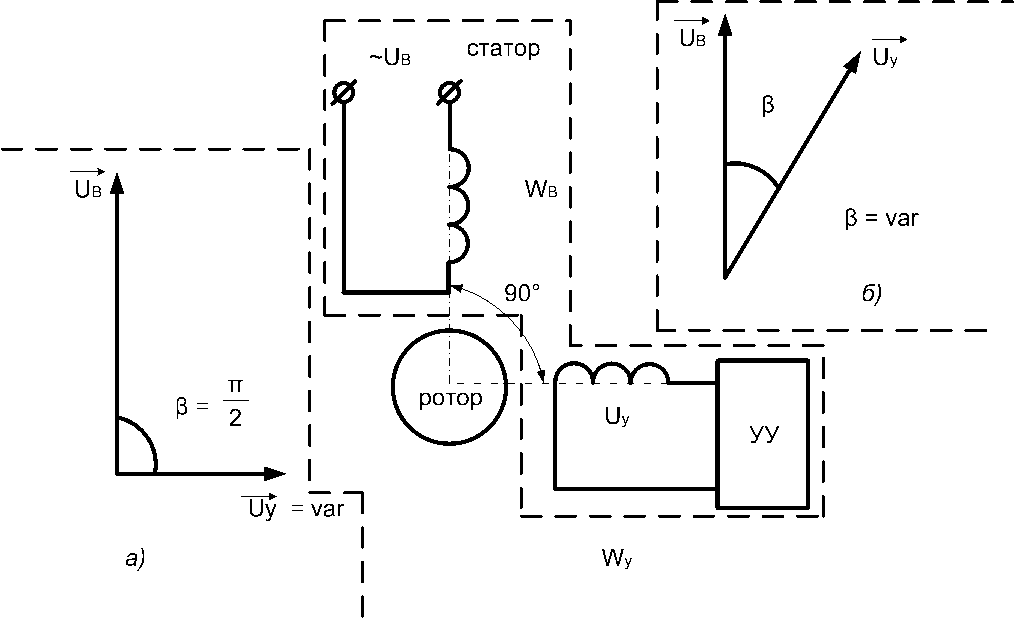 ~Uв
статор
Wв
90°
ротор
Uу
УУ
Wу
Uв
β = π/2
Uу = var
а)
Uв
Uу
β
β = var
б)